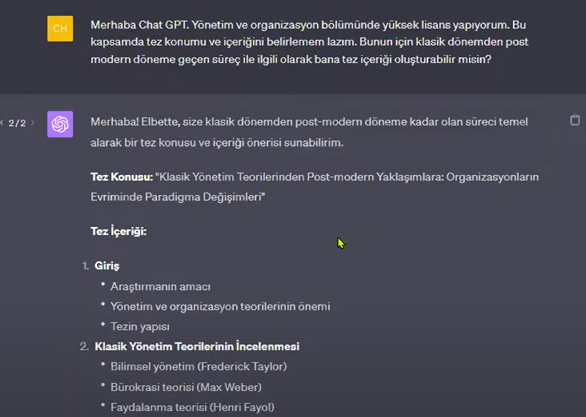 CH
Merhaba Chat GPT. Yönetim ve organizasyon bölümünde yüksek lisans yapıyorum. Bu
kapsamda tez konumu ve içeriğini belirlemem lazım. Bunun için klasik dönemden post
modern döneme geçen süreç ile ilgili olarak bana tez içeriği oluşturabilir misin?
< 2/2 >
Merhaba! Elbette, size klasik dönemden post-modern döneme kadar olan süreci temel
alarak bir tez konusu ve içeriği önerisi sunabilirim.
Tez Konusu: "Klasik Yönetim Teorilerinden Post-modern Yaklaşımlara: Organizasyonların
Evriminde Paradigma Değişimleri"
Tez İçeriği:
1. Giriş
• Araştırmanın amacı
• Yönetim ve organizasyon teorilerinin önemi
• Tezin yapısı
2. Klasik Yönetim Teorilerinin İncelenmesi
• Bilimsel yönetim (Frederick Taylor)
• Bürokrasi teorisi (Max Weber)
• Faydalanma teorisi (Henri Fayol)